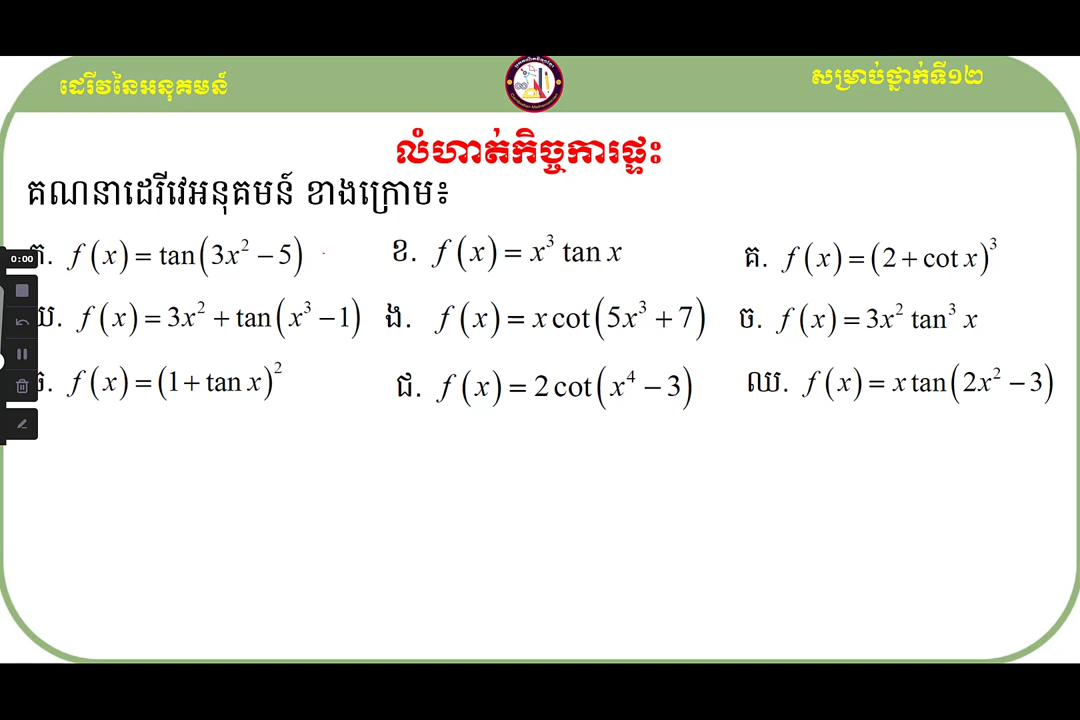 ដេរីវនៃអនុគមន៍
សម្រាប់ថ្នាក់ទី១២
លំហាត់កិច្ចការផ្ទះ
គណនាដេរីវេអនុគមន៍ ខាងក្រោម៖
ក. f(x) = tan(3x² − 5) ខ. f(x) = x³ tan x គ. f(x) = (2 + cot x)³
ឃ. f(x) = 3x² + tan(x³ − 1) ង. f(x) = x cot(5x³ + 7) ច. f(x) = 3x² tan³ x
f(x) = (1 + tan x)² ជ. f(x) = 2 cot(x⁴ − 3) ឈ. f(x) = x tan(2x² − 3)
0:00